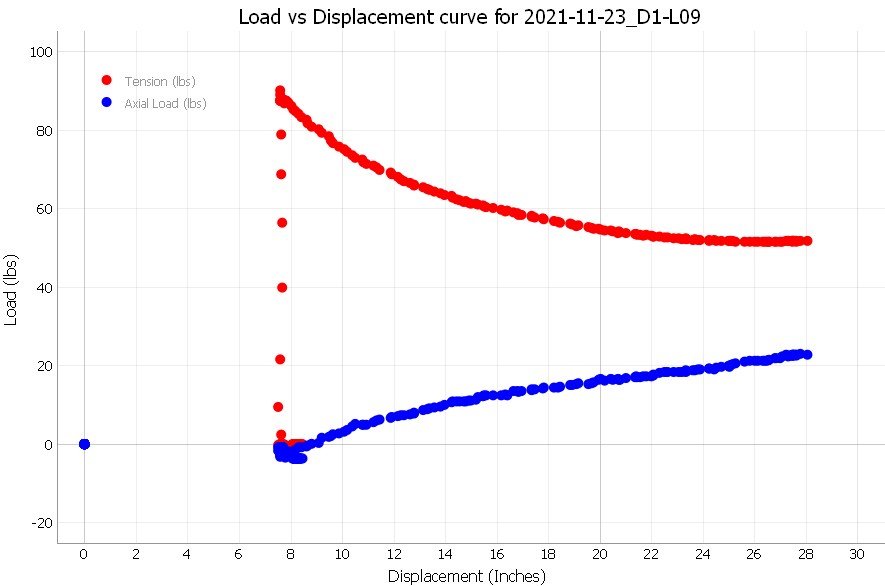 Load vs Displacement curve for 2021-11-23_D1-L09
100
Tension (lbs)
Axial Load (lbs)
80
60
Load (lbs)
40
20
0
-20
0 2 4 6 8 10 12 14 16 18 20 22 24 26 28 30
Displacement (Inches)